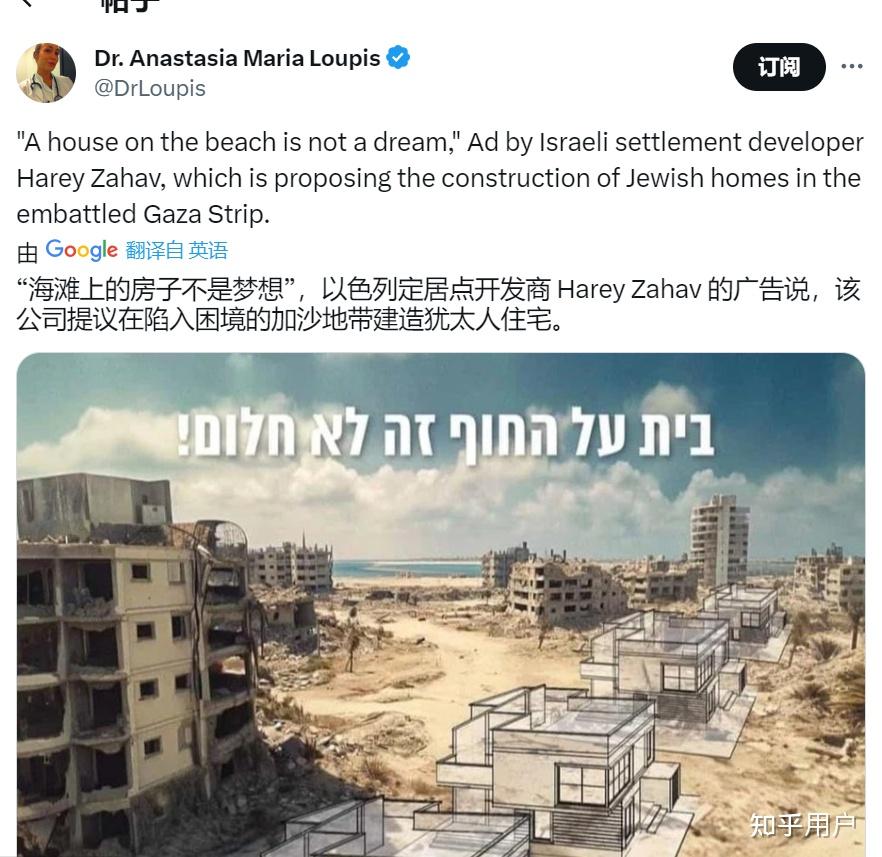 Dr. Anastasia Maria Loupis
@DrLoupis
订阅
"A house on the beach is not a dream," Ad by Israeli settlement developer
Harey Zahav, which is proposing the construction of Jewish homes in the
embattled Gaza Strip.
由 Google 翻译自 英语
“海滩上的房子不是梦想”，以色列定居点开发商 Harey Zahav 的广告说，该
公司提议在陷入困境的加沙地带建造犹太人住宅。
בית על החוף זה לא חלום!
知乎用户